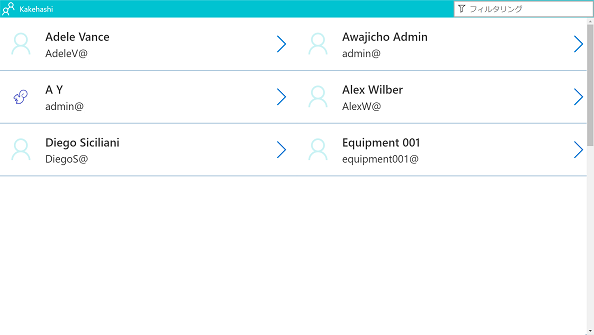 Kakehashi
フィルタリング
Adele Vance
AdeleV@
Awajicho Admin
admin@
A Y
admin@
Alex Wilber
AlexW@
Diego Siciliani
DiegoS@
Equipment 001
equipment001@